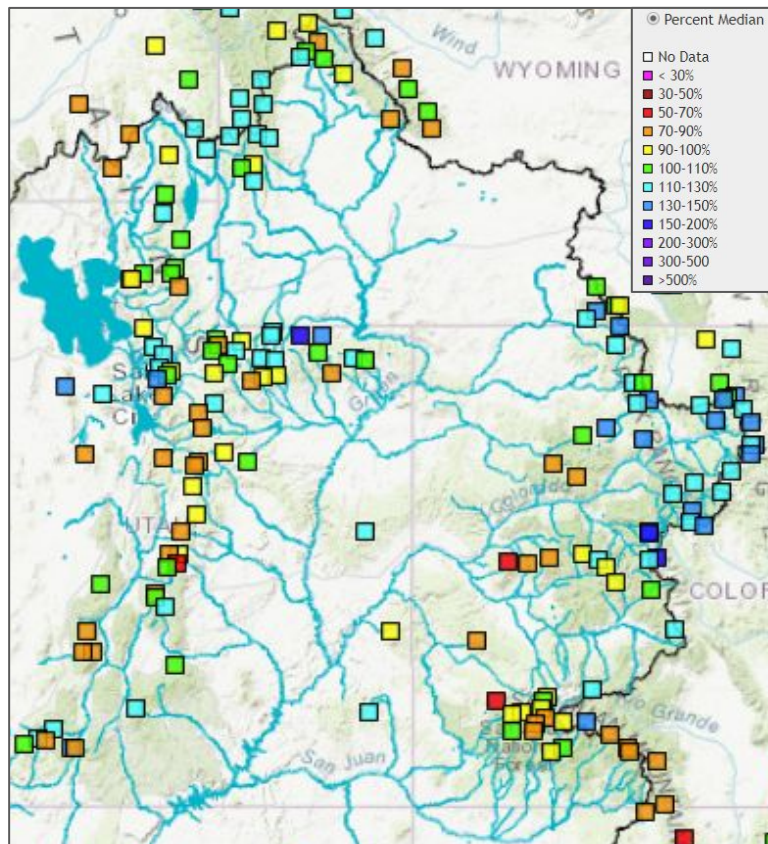 Percent Median
No Data
< 30%
30-50%
50-70%
70-90%
90-100%
100-110%
110-130%
130-150%
150-200%
200-300%
300-500
>500%
Wind
WYOMING
Green
Colorado
UTAH
COLOR
Rio Grande
San Juan